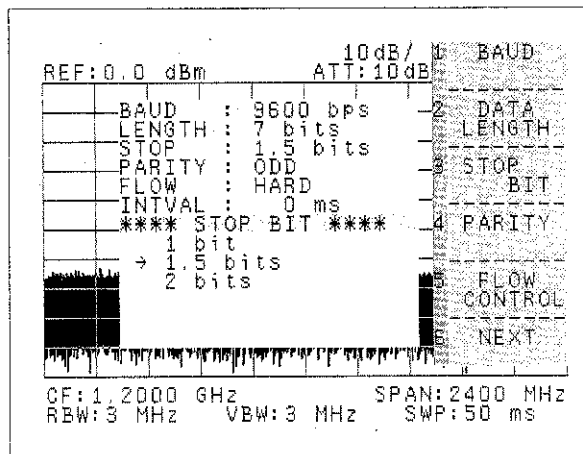 10dB/
REF:0.0 dBm ATT:10dB
BAUD : 9600 bps
LENGTH : 7 bits
STOP : 1.5 bits
PARITY : ODD
FLOW : HARD
INTVAL : 0 ms
**** STOP BIT ****
1 bit
→ 1.5 bits
2 bits
1 BAUD
2 DATA
LENGTH
3 STOP
BIT
4 PARITY
5 FLOW
CONTROL
6 NEXT
CF:1.2000 GHz SPAN:2400 MHz
RBW:3 MHz VBW:3 MHz SWP:50 ms